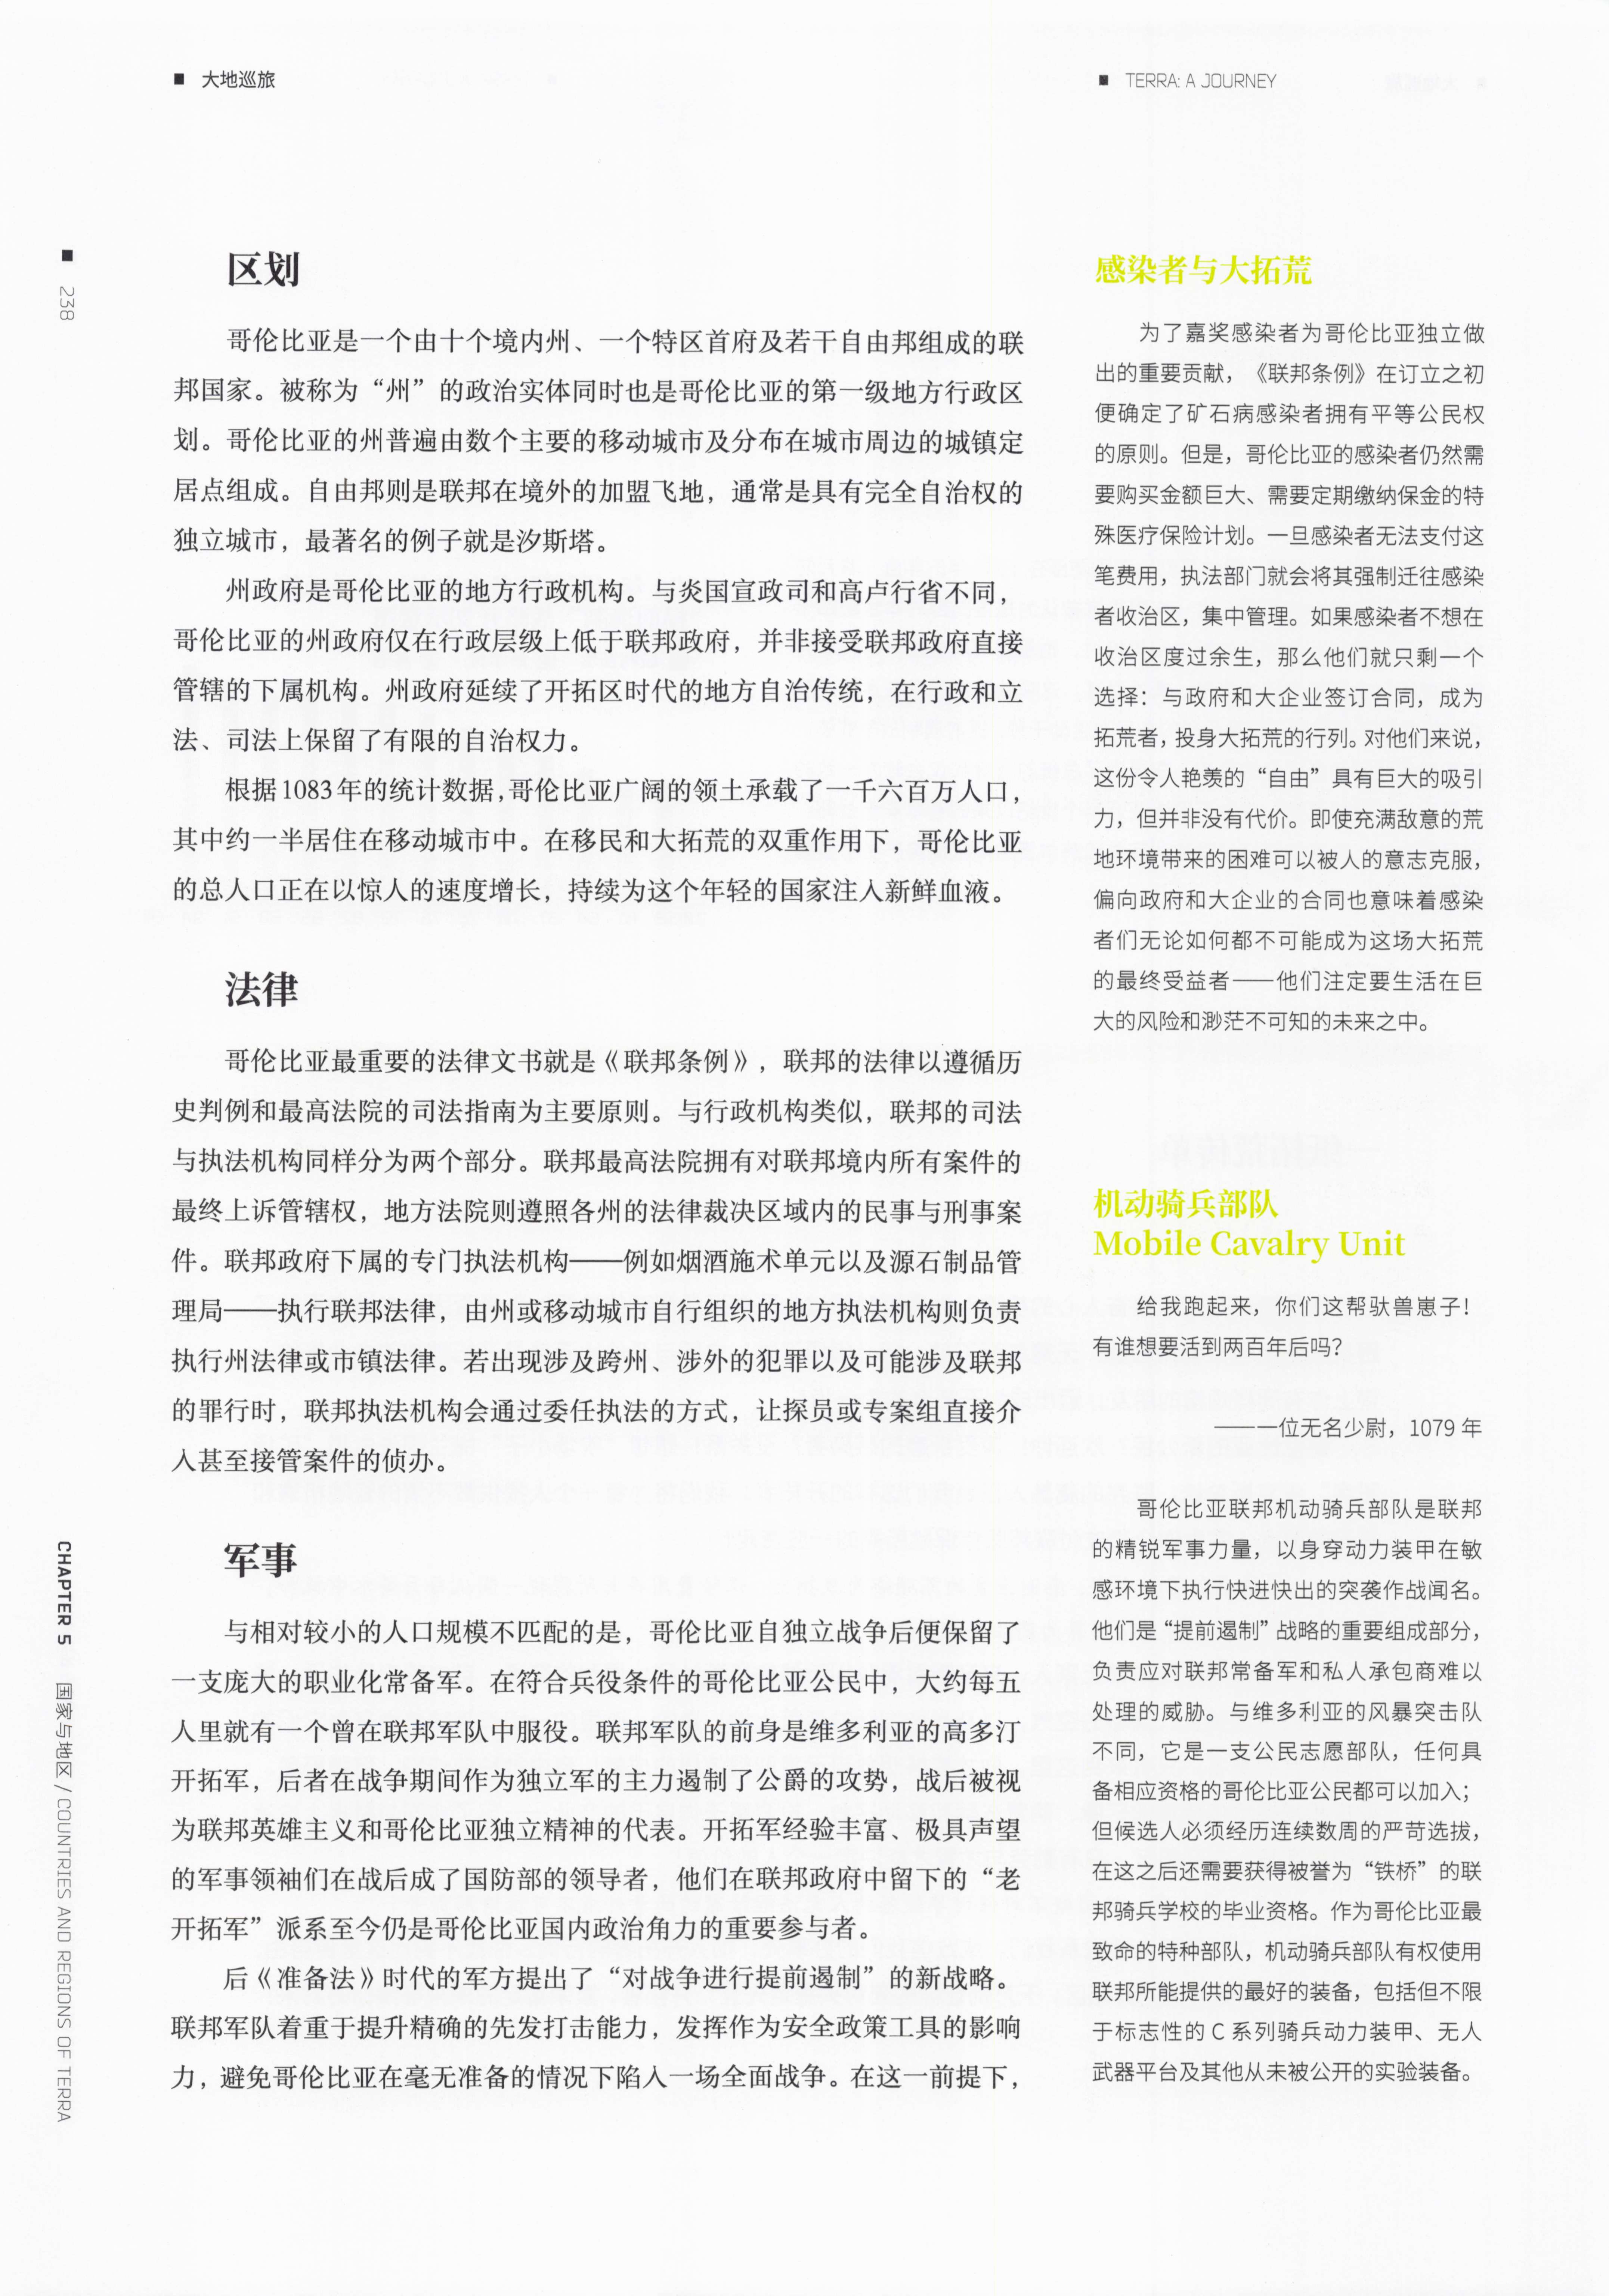 大地巡旅
TERRA: A JOURNEY
238
区划
哥伦比亚是一个由十个境内州、一个特区首府及若干自由邦组成的联
邦国家。被称为“州”的政治实体同时也是哥伦比亚的第一级地方行政区
划。哥伦比亚的州普遍由数个主要的移动城市及分布在城市周边的城镇定
居点组成。自由邦则是联邦在境外的加盟飞地，通常是具有完全自治权的
独立城市，最著名的例子就是汐斯塔。
州政府是哥伦比亚的地方行政机构。与炎国宣政司和高卢行省不同，
哥伦比亚的州政府仅在行政层级上低于联邦政府，并非接受联邦政府直接
管辖的下属机构。州政府延续了开拓区时代的地方自治传统，在行政和立
法、司法上保留了有限的自治权力。
根据1083年的统计数据，哥伦比亚广阔的领土承载了一千六百万人口，
其中约一半居住在移动城市中。在移民和大拓荒的双重作用下，哥伦比亚
的总人口正在以惊人的速度增长，持续为这个年轻的国家注入新鲜血液。
法律
哥伦比亚最重要的法律文书就是《联邦条例》，联邦的法律以遵循历
史判例和最高法院的司法指南为主要原则。与行政机构类似，联邦的司法
与执法机构同样分为两个部分。联邦最高法院拥有对联邦境内所有案件的
最终上诉管辖权，地方法院则遵照各州的法律裁决区域内的民事与刑事案
件。联邦政府下属的专门执法机构——例如烟酒施术单元以及源石制品管
理局——执行联邦法律，由州或移动城市自行组织的地方执法机构则负责
执行州法律或市镇法律。若出现涉及跨州、涉外的犯罪以及可能涉及联邦
的罪行时，联邦执法机构会通过委任执法的方式，让探员或专案组直接介
入甚至接管案件的侦办。
军事
与相对较小的人口规模不匹配的是，哥伦比亚自独立战争后便保留了
一支庞大的职业化常备军。在符合兵役条件的哥伦比亚公民中，大约每五
人里就有一个曾在联邦军队中服役。联邦军队的前身是维多利亚的高多汀
开拓军，后者在战争期间作为独立军的主力遏制了公爵的攻势，战后被视
为联邦英雄主义和哥伦比亚独立精神的代表。开拓军经验丰富、极具声望
的军事领袖们在战后成了国防部的领导者，他们在联邦政府中留下的“老
开拓军”派系至今仍是哥伦比亚国内政治角力的重要参与者。
后《准备法》时代的军方提出了“对战争进行提前遏制”的新战略。
联邦军队着重于提升精确的先发打击能力，发挥作为安全政策工具的影响
力，避免哥伦比亚在毫无准备的情况下陷入一场全面战争。在这一前提下，
感染者与大拓荒
为了嘉奖感染者为哥伦比亚独立做
出的重要贡献，《联邦条例》在订立之初
便确定了矿石病感染者拥有平等公民权
的原则。但是，哥伦比亚的感染者仍然需
要购买金额巨大、需要定期缴纳保金的特
殊医疗保险计划。一旦感染者无法支付这
笔费用，执法部门就会将其强制迁往感染
者收治区，集中管理。如果感染者不想在
收治区度过余生，那么他们就只剩一个
选择：与政府和大企业签订合同，成为
拓荒者，投身大拓荒的行列。对他们来说，
这份令人艳羡的“自由”具有巨大的吸引
力，但并非没有代价。即使充满敌意的荒
地环境带来的困难可以被人的意志克服，
偏向政府和大企业的合同也意味着感染
者们无论如何都不可能成为这场大拓荒
的最终受益者——他们注定要生活在巨
大的风险和渺茫不可知的未来之中。
机动骑兵部队
Mobile Cavalry Unit
给我跑起来，你们这帮驮兽崽子！
有谁想要活到两百年后吗？
——一位无名少尉，1079 年
哥伦比亚联邦机动骑兵部队是联邦
的精锐军事力量，以身穿动力装甲在敏
感环境下执行快进快出的突袭作战闻名。
他们是“提前遏制”战略的重要组成部分，
负责应对联邦常备军和私人承包商难以
处理的威胁。与维多利亚的风暴突击队
不同，它是一支公民志愿部队，任何具
备相应资格的哥伦比亚公民都可以加入；
但候选人必须经历连续数周的严苛选拔，
在这之后还需要获得被誉为“铁桥”的联
邦骑兵学校的毕业资格。作为哥伦比亚最
致命的特种部队，机动骑兵部队有权使用
联邦所能提供的最好的装备，包括但不限
于标志性的 C 系列骑兵动力装甲、无人
武器平台及其他从未被公开的实验装备。
CHAPTER 5 国家与地区 / COUNTRIES AND REGIONS OF TERRA